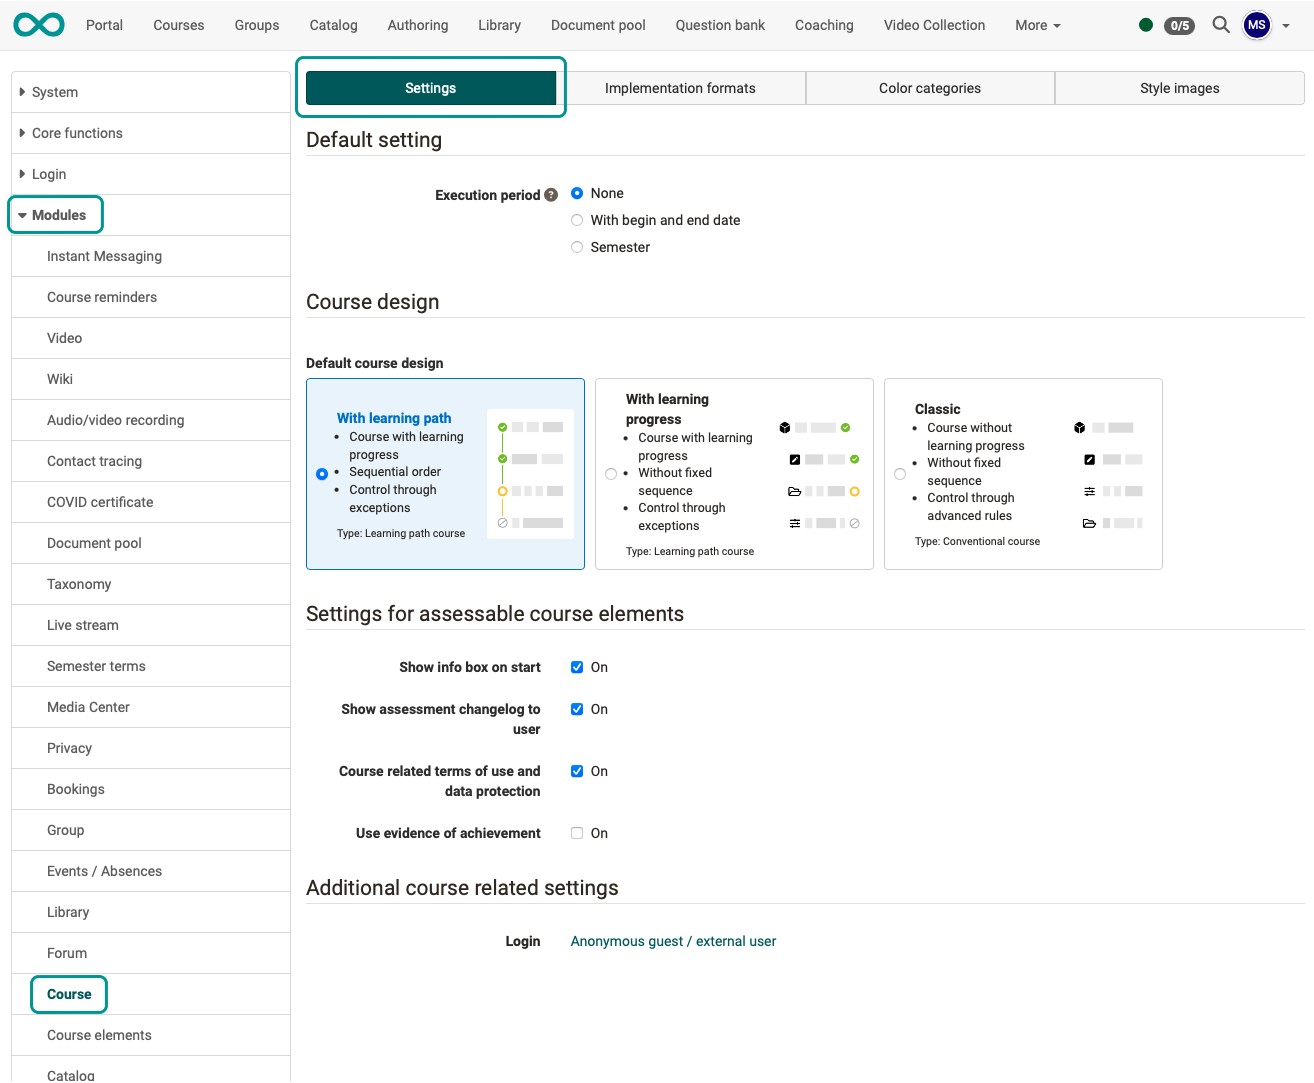 Portal Courses Groups Catalog Authoring Library Document pool Question bank Coaching Video Collection More 0/5 MS
System
Core functions
Login
Modules
Instant Messaging
Course reminders
Video
Wiki
Audio/video recording
Contact tracing
COVID certificate
Document pool
Taxonomy
Live stream
Semester terms
Media Center
Privacy
Bookings
Group
Events / Absences
Library
Forum
Course
Course elements
Catalog
Settings Implementation formats Color categories Style images
Default setting
Execution period ? None
With begin and end date
Semester
Course design
Default course design
With learning path
• Course with learning
progress
• Sequential order
• Control through
exceptions
Type: Learning path course
With learning
progress
• Course with learning
progress
• Without fixed
sequence
• Control through
exceptions
Type: Learning path course
Classic
• Course without
learning progress
• Without fixed
sequence
• Control through
advanced rules
Type: Conventional course
Settings for assessable course elements
Show info box on start On
Show assessment changelog to On
user
Course related terms of use and On
data protection
Use evidence of achievement On
Additional course related settings
Login Anonymous guest / external user